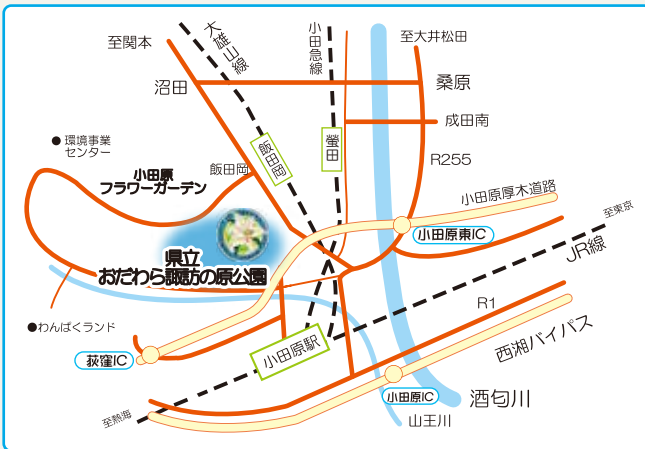 至関本
大雄山線
小田急線
至大井松田
沼田
桑原
成田南
● 環境事業
センター
飯田岡
飯田岡
螢田
R255
小田原
フラワーガーデン
小田原厚木道路
至東京
小田原東IC
県立
おだわら諏訪の原公園
JR線
R1
●わんぱくランド
荻窪IC
小田原駅
西湘バイパス
小田原IC
酒匂川
至熱海
山王川